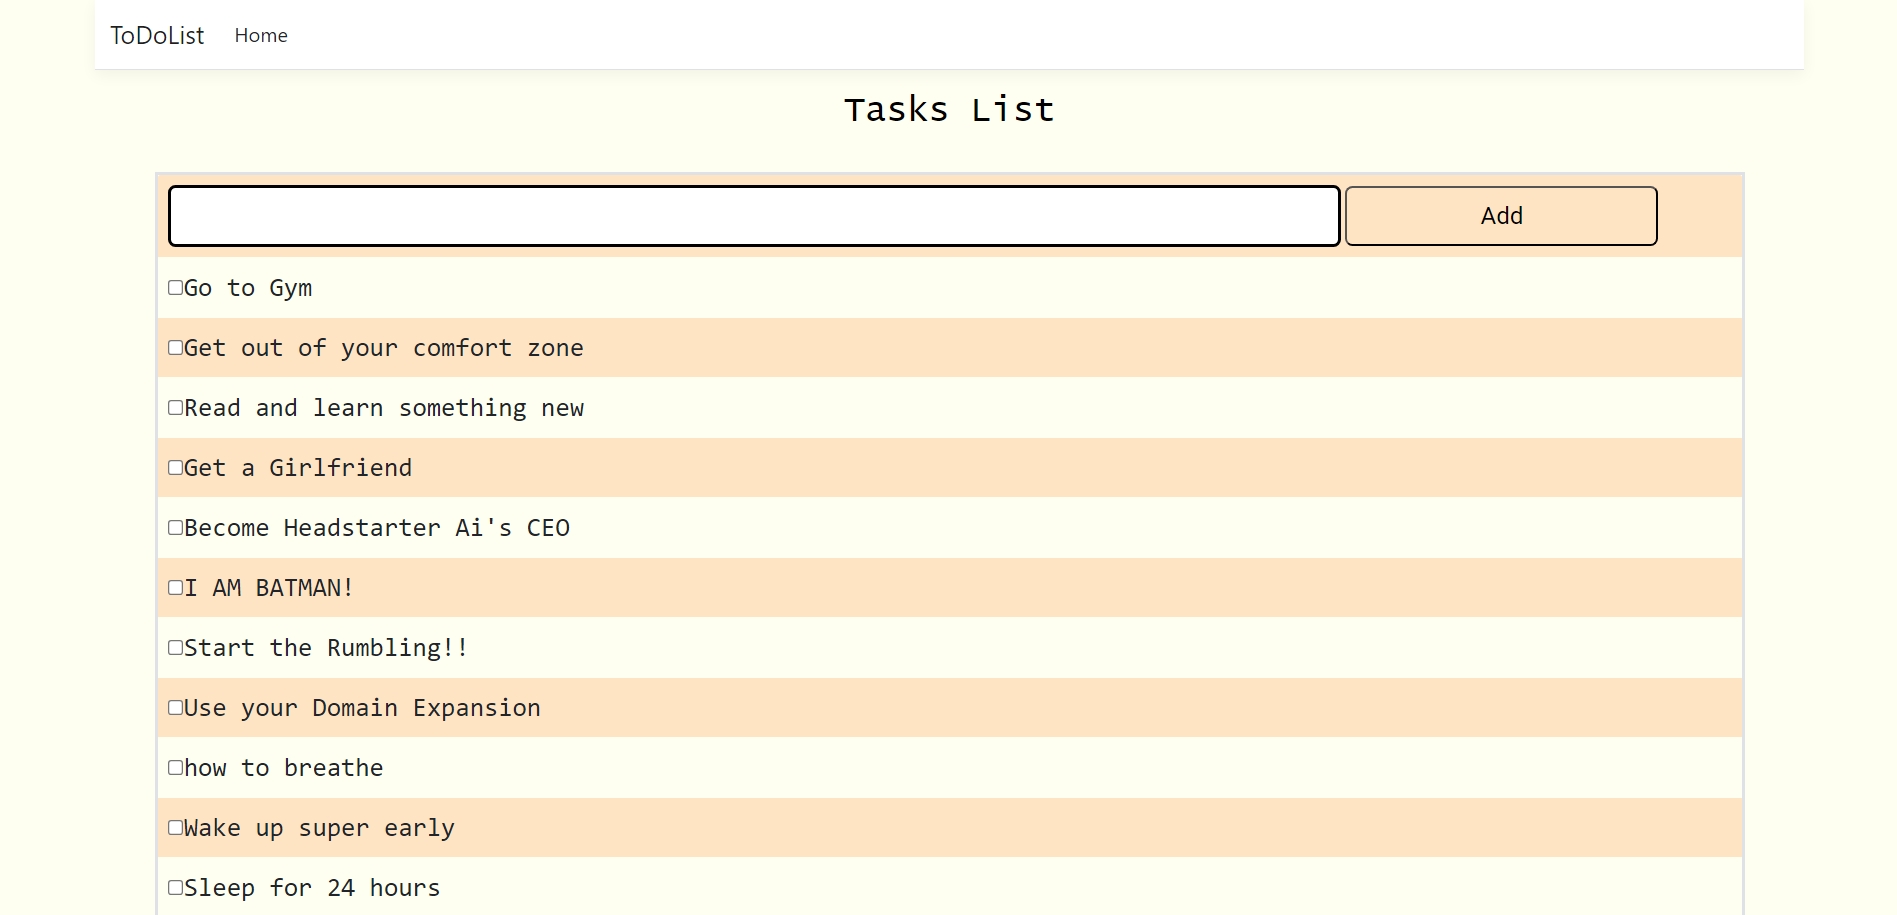 ToDoList Home
Tasks List
Add
Go to Gym
Get out of your comfort zone
Read and learn something new
Get a Girlfriend
Become Headstarter Ai's CEO
I AM BATMAN!
Start the Rumbling!!
Use your Domain Expansion
how to breathe
Wake up super early
Sleep for 24 hours